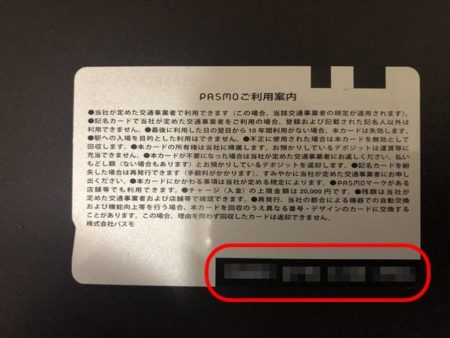 PASMOご利用案内
●当社が定めた交通事業者で利用できます（この場合、当該交通事業者の規定が適用されます）。
●記名カードで当社が定めた交通事業者をご利用の場合、登録および記載された記名人以外は
利用できません。●最後に利用した日の翌日から10年間利用がない場合、本カードは失効します。
●駅への入場を目的とした利用はできません。●不正に使用された場合は本カードを無効として
回収します。●本カードの所有権は当社に帰属します。お預かりしているデポジットは運賃等に
充当できません。●本カードが不要になった場合は当社が定めた交通事業者にお返しください。払い
もどし額（ない場合もあります）とお預かりしているデポジットを返却します。●記名カードを紛
失した場合は再発行できます（手数料がかかります）。すみやかに当社が定めた交通事業者にお申
出ください。●本カードにかかわる事項は当社が定める規定によります。●PASMOマークがある
店舗等でも利用できます。●チャージ（入金）の上限金額は20,000円です。●残額は当社が
定めた交通事業者および店舗等で確認できます。●再発行、当社の都合による機器での自動交換
および機能向上等を行う場合、本カードを回収のうえ異なる番号・デザインのカードに交換する
ことがあります。この場合、理由を問わず回収したカードは返却できません。
株式会社パスモ